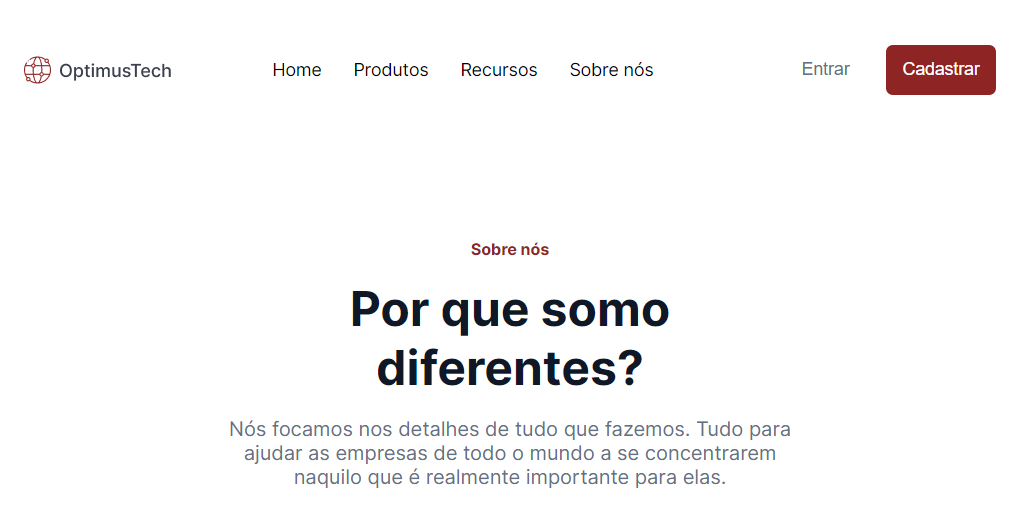 OptimusTech
Home Produtos Recursos Sobre nós
Entrar Cadastrar
Sobre nós
Por que somo
diferentes?
Nós focamos nos detalhes de tudo que fazemos. Tudo para
ajudar as empresas de todo o mundo a se concentrarem
naquilo que é realmente importante para elas.